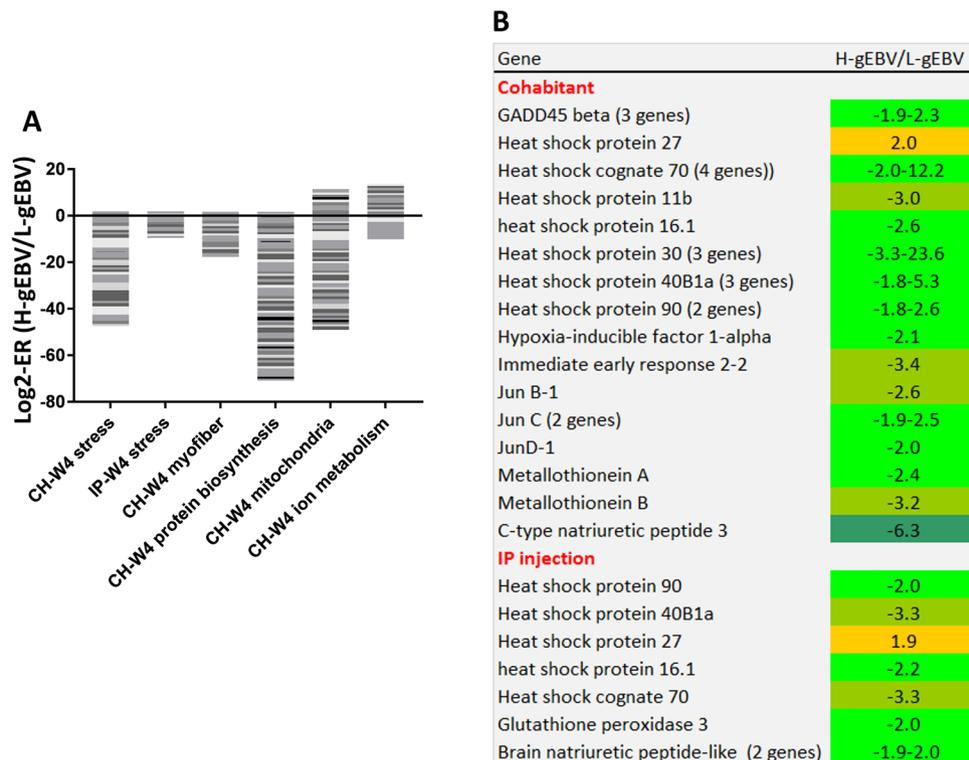 A
Log2-ER (H-gEBV/L-gEBV)
20
0
-20
-40
-60
-80
CH-W4 stress
IP-W4 stress
CH-W4 myofiber
CH-W4 protein biosynthesis
CH-W4 mitochondria
CH-W4 ion metabolism
B
Gene H-gEBV/L-gEBV
Cohabitant
GADD45 beta (3 genes) -1.9-2.3
Heat shock protein 27 2.0
Heat shock cognate 70 (4 genes)) -2.0-12.2
Heat shock protein 11b -3.0
heat shock protein 16.1 -2.6
Heat shock protein 30 (3 genes) -3.3-23.6
Heat shock protein 40B1a (3 genes) -1.8-5.3
Heat shock protein 90 (2 genes) -1.8-2.6
Hypoxia-inducible factor 1-alpha -2.1
Immediate early response 2-2 -3.4
Jun B-1 -2.6
Jun C (2 genes) -1.9-2.5
JunD-1 -2.0
Metallothionein A -2.4
Metallothionein B -3.2
C-type natriuretic peptide 3 -6.3
IP injection
Heat shock protein 90 -2.0
Heat shock protein 40B1a -3.3
Heat shock protein 27 1.9
heat shock protein 16.1 -2.2
Heat shock cognate 70 -3.3
Glutathione peroxidase 3 -2.0
Brain natriuretic peptide-like (2 genes) -1.9-2.0